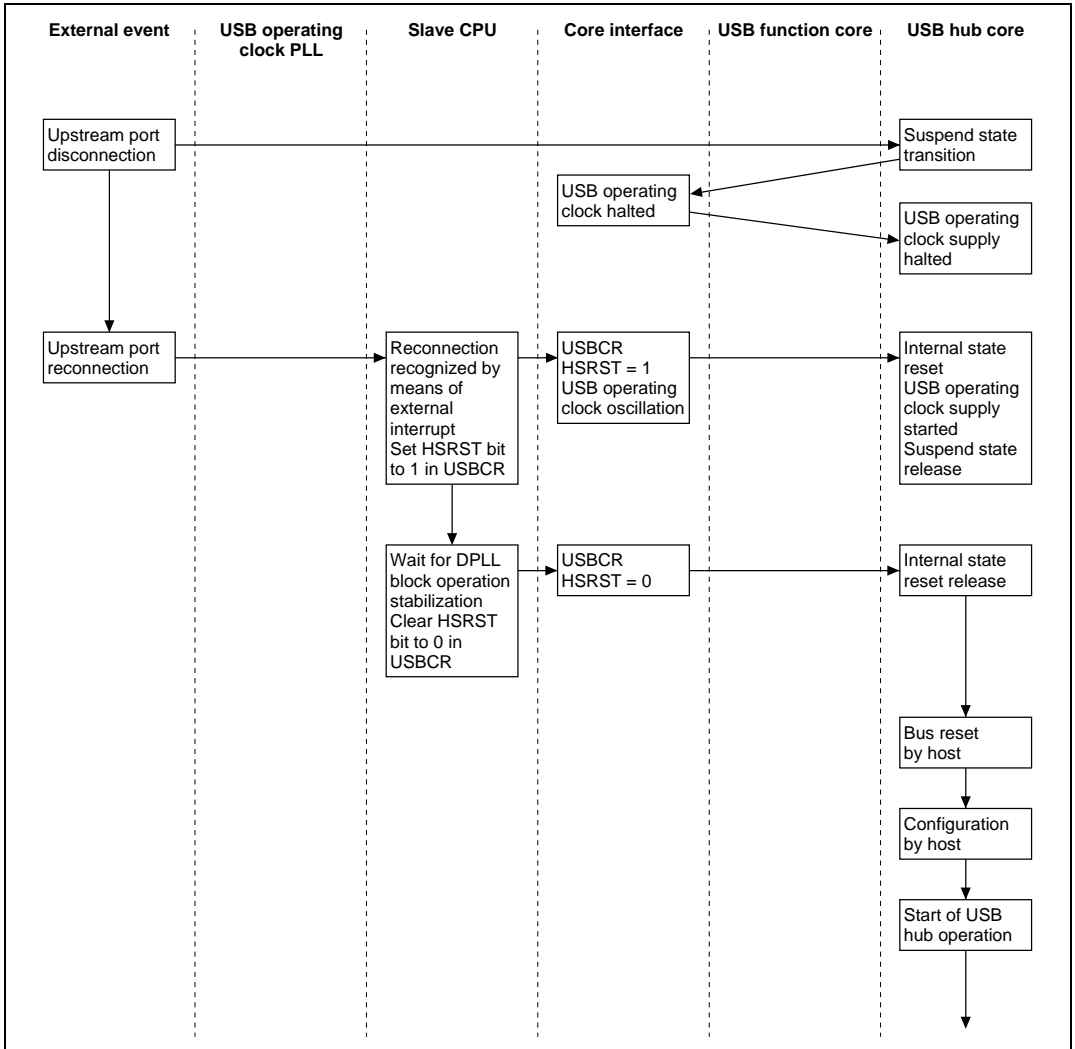 External event
USB operating
clock PLL
Slave CPU
Core interface
USB function core
USB hub core
Upstream port
disconnection
Suspend state
transition
USB operating
clock halted
USB operating
clock supply
halted
Upstream port
reconnection
Reconnection
recognized by
means of
external
interrupt
Set HSRST bit
to 1 in USBCR
USBCR
HSRST = 1
USB operating
clock oscillation
Internal state
reset
USB operating
clock supply
started
Suspend state
release
Wait for DPLL
block operation
stabilization
Clear HSRST
bit to 0 in
USBCR
USBCR
HSRST = 0
Internal state
reset release
Bus reset
by host
Configuration
by host
Start of USB
hub operation